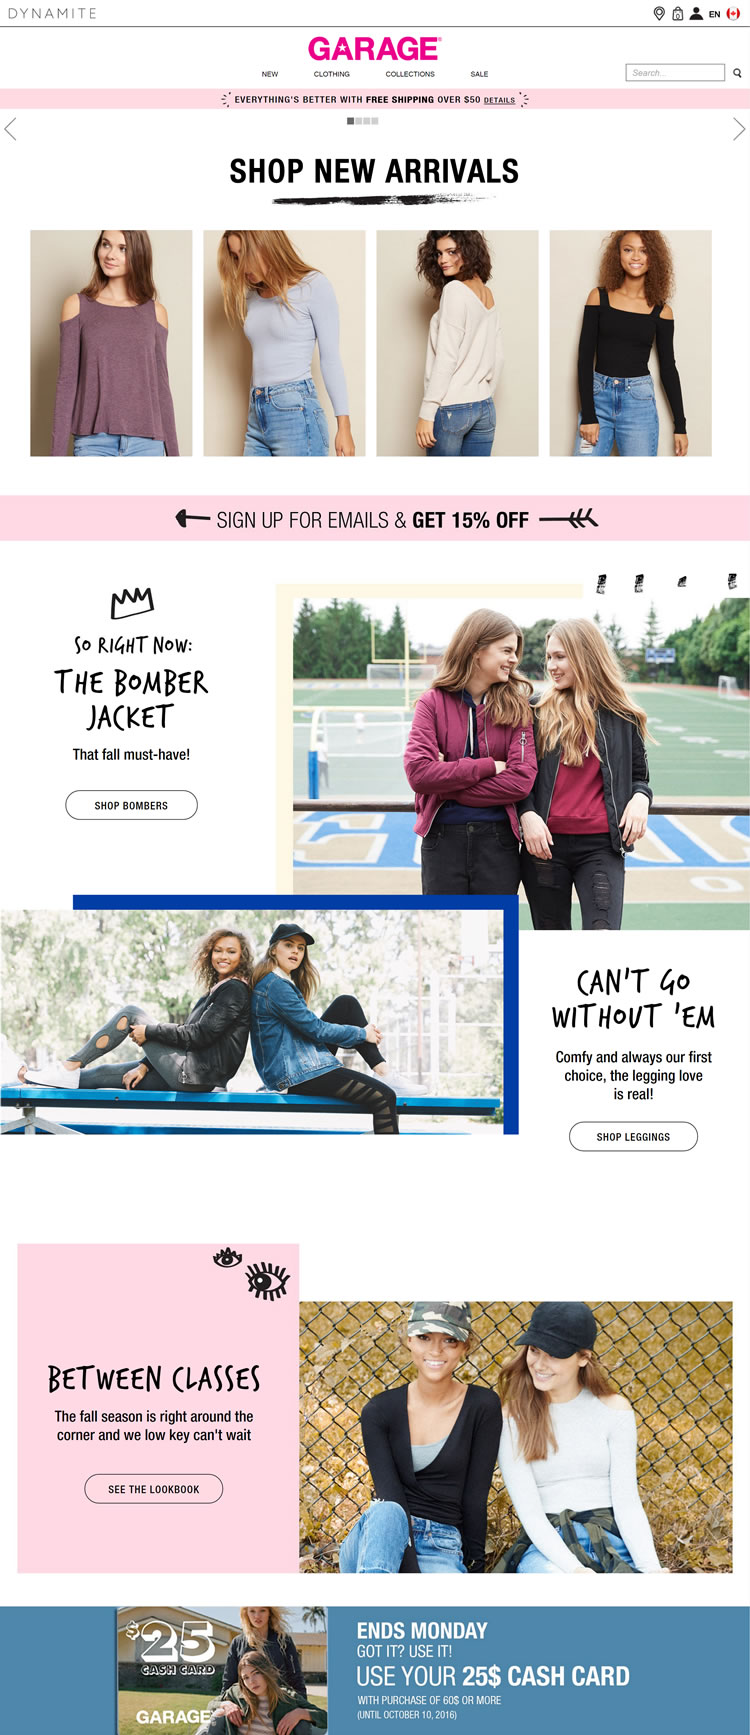 DYNAMITE
0
EN
GARAGE®
NEW CLOTHING COLLECTIONS SALE
Search...
EVERYTHING'S BETTER WITH FREE SHIPPING OVER $50 DETAILS
SHOP NEW ARRIVALS
SIGN UP FOR EMAILS & GET 15% OFF
SO RIGHT NOW:
THE BOMBER
JACKET
That fall must-have!
SHOP BOMBERS
CAN'T GO
WITHOUT 'EM
Comfy and always our first
choice, the legging love
is real!
SHOP LEGGINGS
BETWEEN CLASSES
The fall season is right around the
corner and we low key can't wait
SEE THE LOOKBOOK
$25
CASH CARD
GARAGE
ENDS MONDAY
GOT IT? USE IT!
USE YOUR 25$ CASH CARD
WITH PURCHASE OF 60$ OR MORE
(UNTIL OCTOBER 10, 2016)